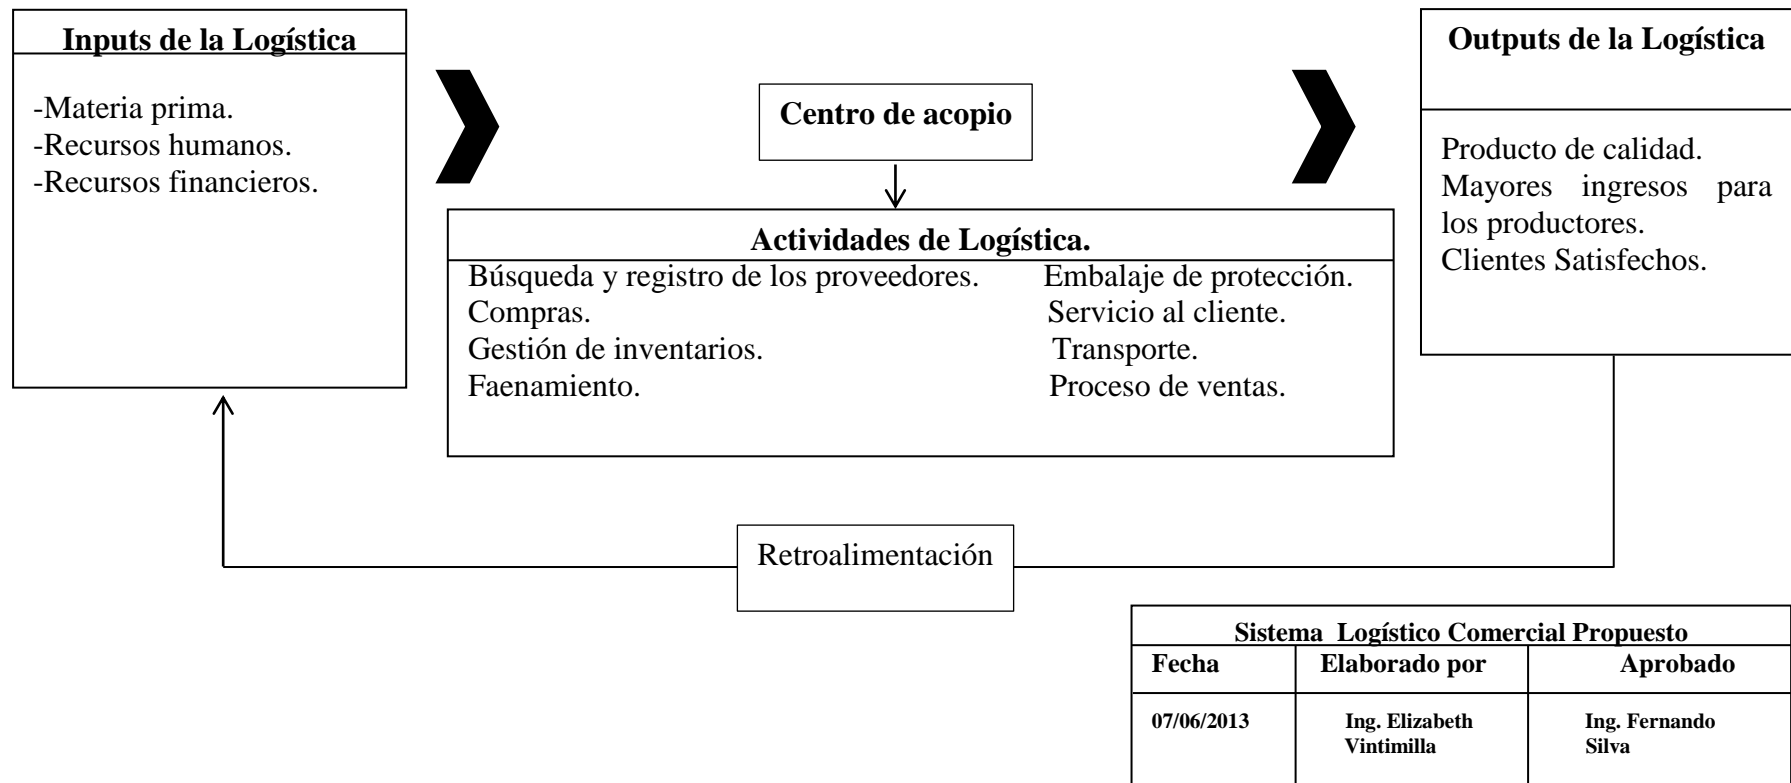 Inputs de la Logística
-Materia prima.
-Recursos humanos.
-Recursos financieros.
Centro de acopio
Actividades de Logística.
Búsqueda y registro de los proveedores. Embalaje de protección.
Compras. Servicio al cliente.
Gestión de inventarios. Transporte.
Faenamiento. Proceso de ventas.
Outputs de la Logística
Producto de calidad.
Mayores ingresos para
los productores.
Clientes Satisfechos.
Retroalimentación
Sistema Logístico Comercial Propuesto
Fecha Elaborado por Aprobado
07/06/2013 Ing. Elizabeth Ing. Fernando
Vintimilla Silva